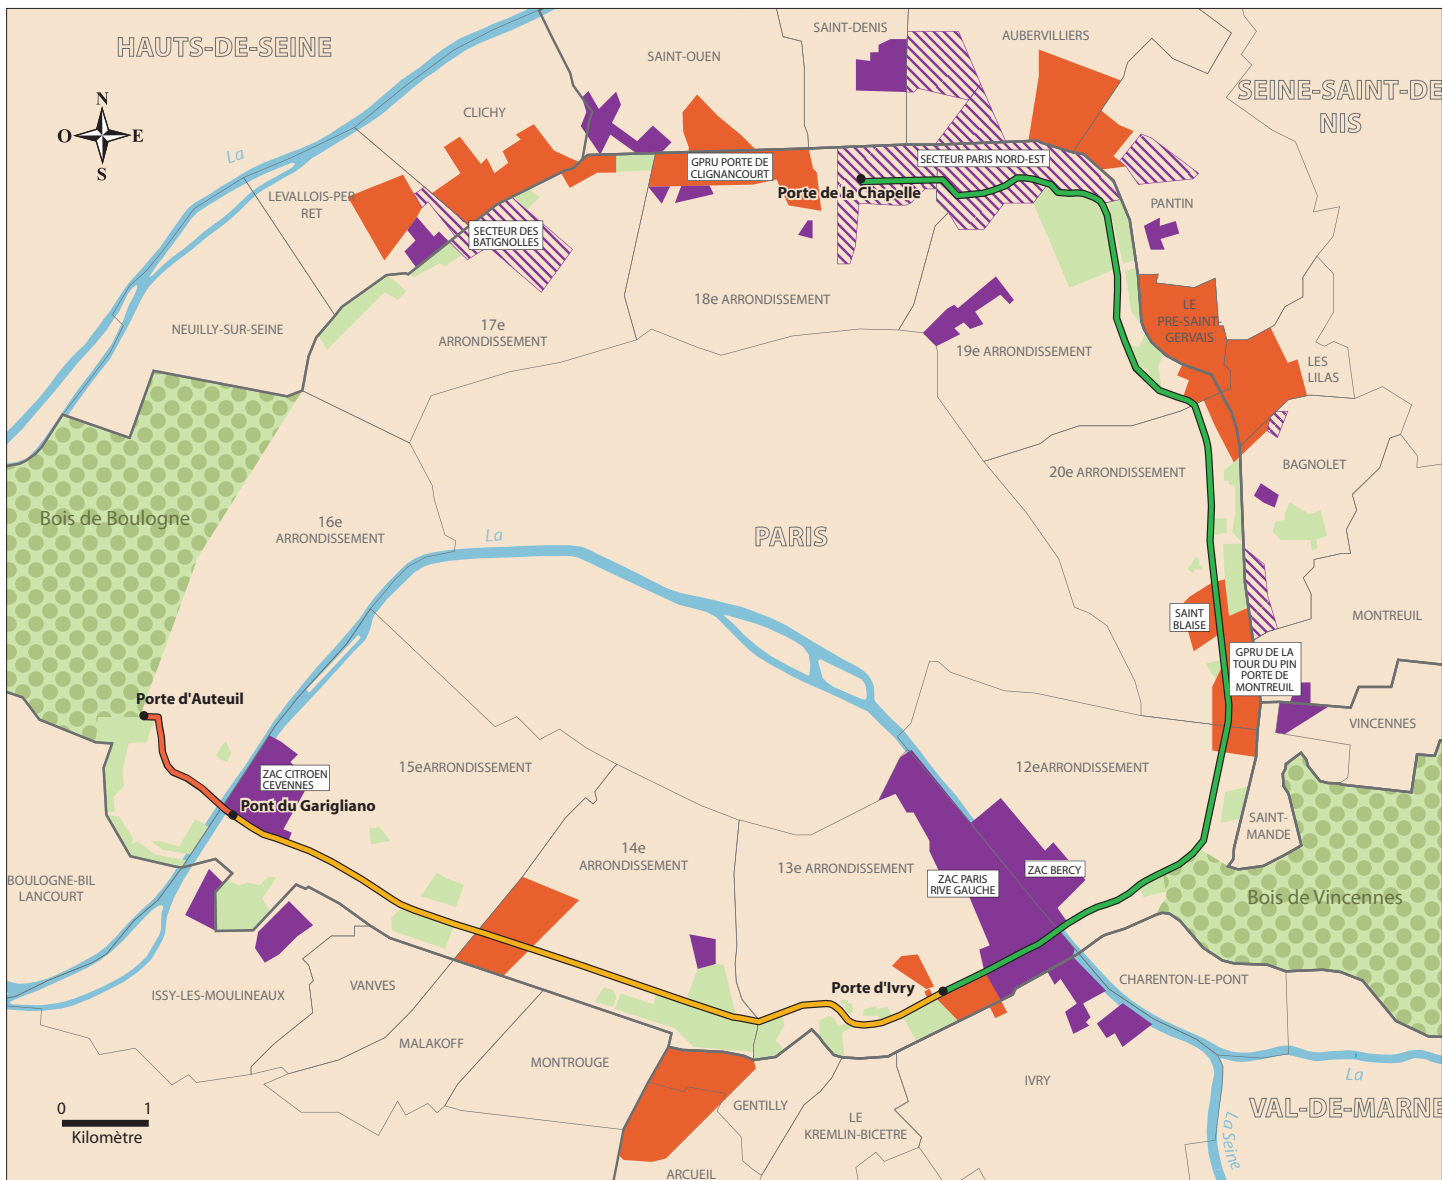 HAUTS-DE-SEINE
SAINT-DENIS
AUBERVILLIERS
SAINT-OUEN
SEINE-SAINT-DE
NIS
N
O
E
S
CLICHY
La
LEVALLOIS-PER
RET
GPRU PORTE DE
CLIGNANCOURT
SECTEUR PARIS NORD-EST
Porte de la Chapelle
PANTIN
SECTEUR DES
BATIGNOLLES
18e ARRONDISSEMENT
NEUILLY-SUR-SEINE
17e
ARRONDISSEMENT
19e ARRONDISSEMENT
LE
PRE-SAINT-
GERVAIS
LES
LILAS
20e ARRONDISSEMENT
BAGNOLET
Bois de Boulogne
16e
ARRONDISSEMENT
La
PARIS
SAINT
BLAISE
MONTREUIL
GPRU DE LA
TOUR DU PIN
PORTE DE
MONTREUIL
Porte d'Auteuil
VINCENNES
ZAC CITROEN
CEVENNES
15eARRONDISSEMENT
12eARRONDISSEMENT
Pont du Garigliano
SAINT-
MANDE
14e
ARRONDISSEMENT
13e ARRONDISSEMENT
ZAC PARIS
RIVE GAUCHE
ZAC BERCY
BOULOGNE-BIL
LANCOURT
Bois de Vincennes
ISSY-LES-MOULINEAUX
VANVES
Porte d'Ivry
CHARENTON-LE-PONT
MALAKOFF
MONTROUGE
IVRY
La
GENTILLY
LE
KREMLIN-BICETRE
VAL-DE-MARNE
La Seine
ARCUEIL
0
1
Kilomètre